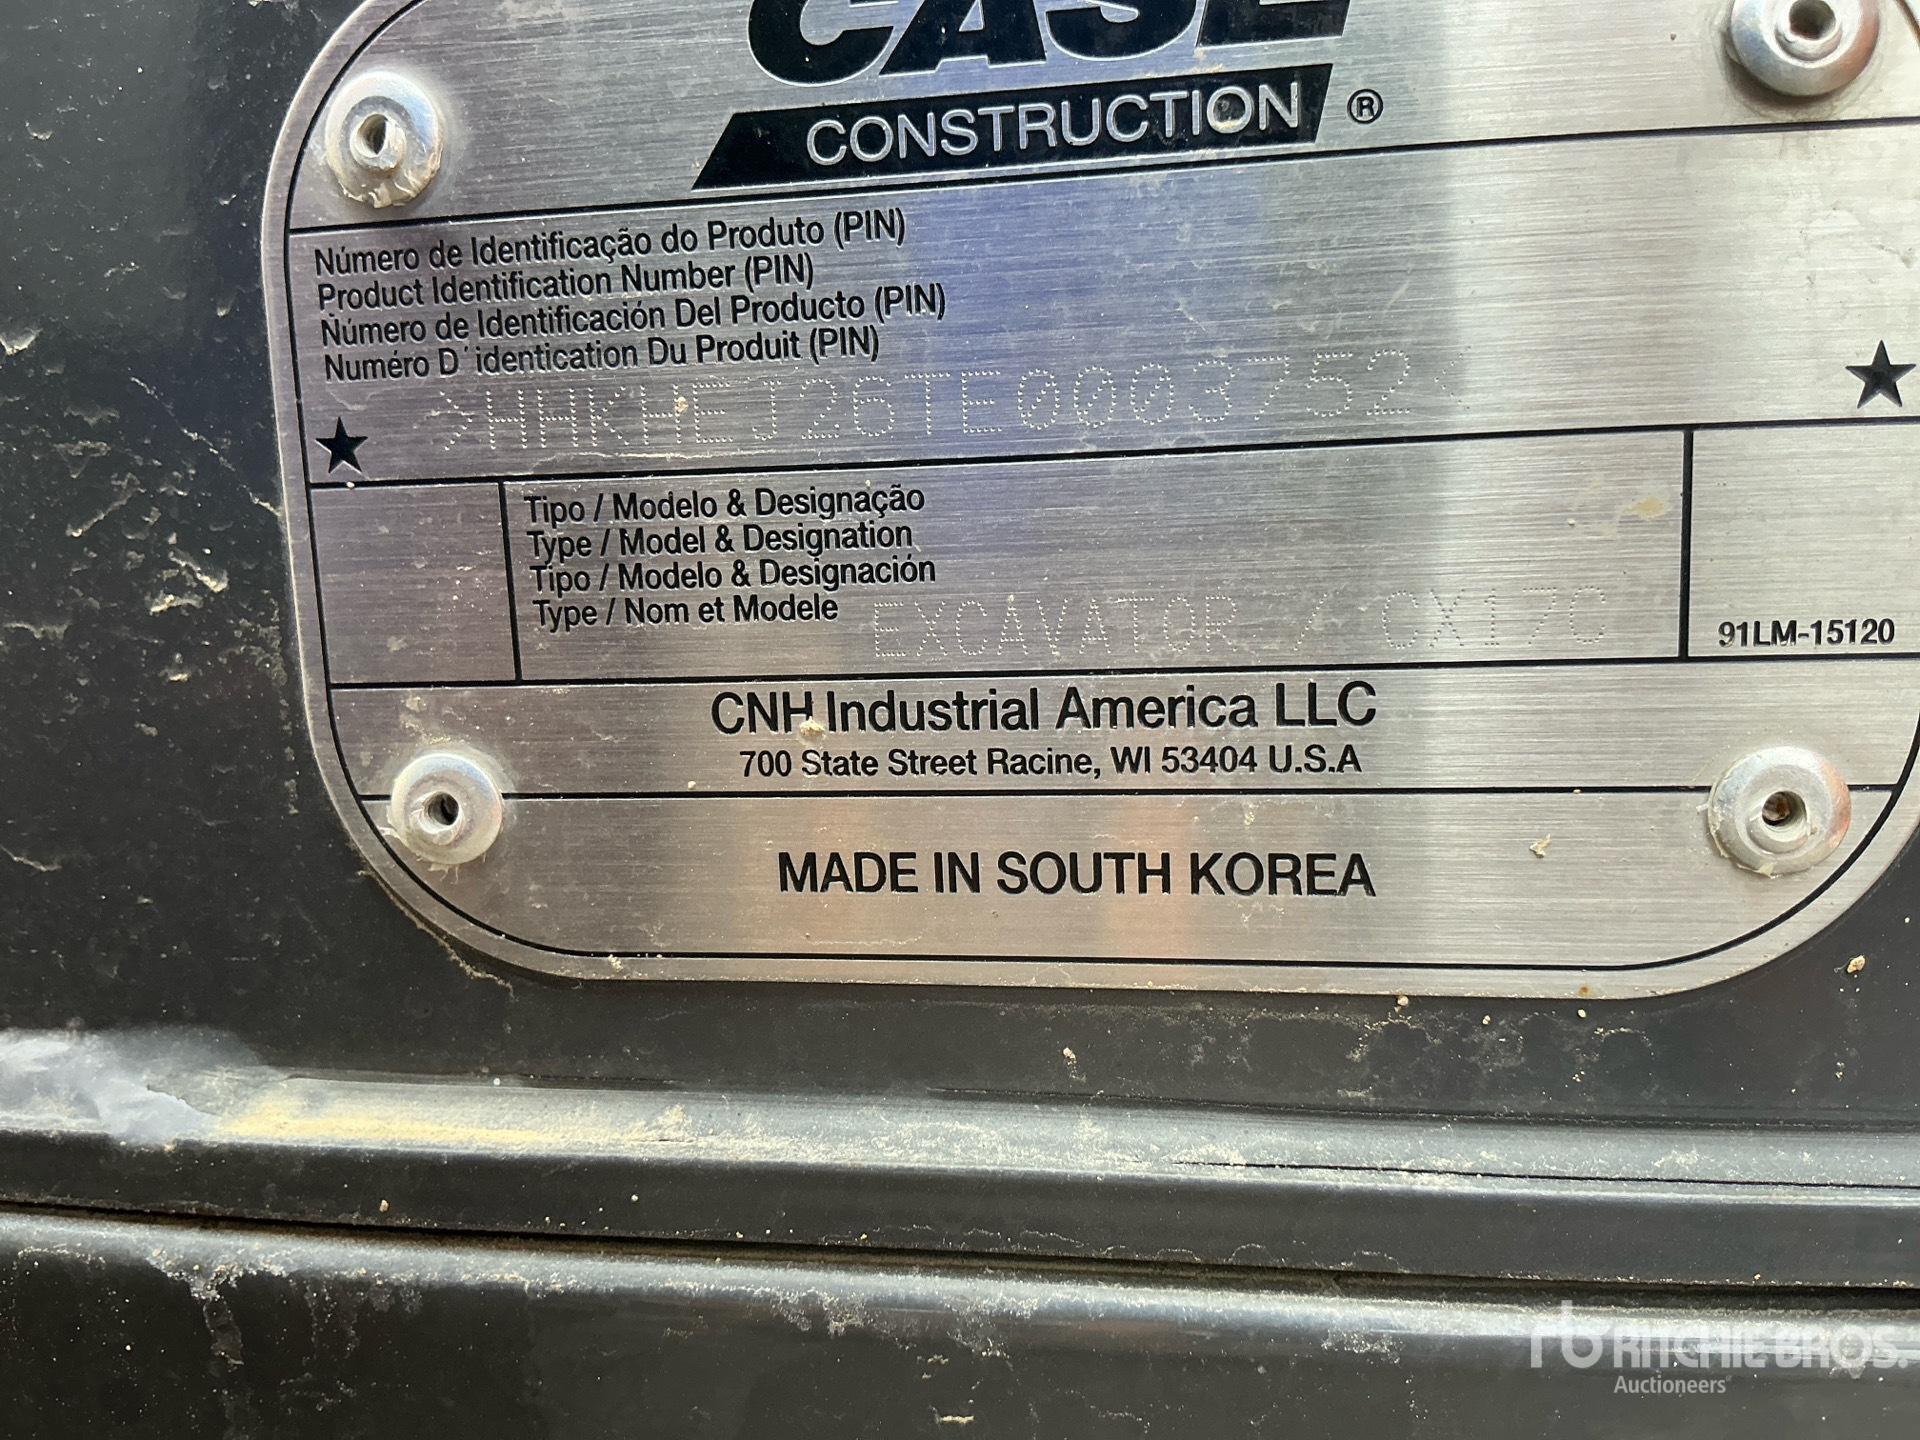 CASE
CONSTRUCTION ®
Número de Identificação do Produto (PIN)
Product Identification Number (PIN)
Número de Identificación Del Producto (PIN)
Numéro D´identication Du Produit (PIN)
>HHKHEJ26TE0003752<
Tipo / Modelo & Designação
Type / Model & Designation
Tipo / Modelo & Designación
Type / Nom et Modele
EXCAVATOR / CX17C
91LM-15120
CNH Industrial America LLC
700 State Street Racine, WI 53404 U.S.A
MADE IN SOUTH KOREA
rb RITCHIE BROS.
Auctioneers